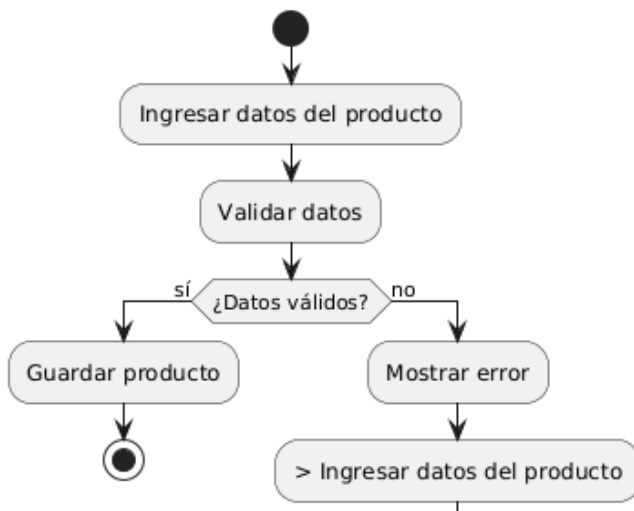 Ingresar datos del producto
Validar datos
sí
¿Datos válidos?
no
Guardar producto
Mostrar error
> Ingresar datos del producto